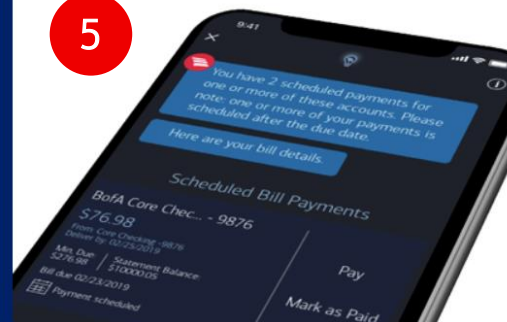 5
9:41
You have 2 scheduled payments for
one or more of these accounts. Please
note: one or more of your payments is
scheduled after the due date.
Here are your bill details.
Scheduled Bill Payments
BofA Core Chec... - 9876
$76.98
From: Core Checking -9876
Deliver by: 02/25/2019
Min. Due:
$276.98
Statement Balance:
$10000.05
Bill due 02/23/2019
Payment scheduled
Pay
Mark as Paid